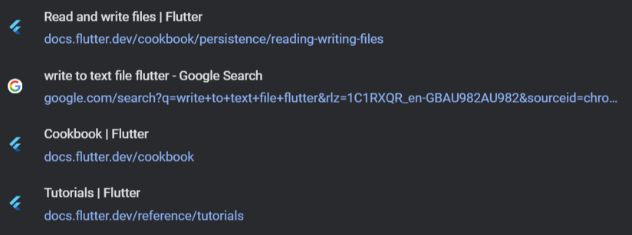 Read and write files | Flutter
docs.flutter.dev/cookbook/persistence/reading-writing-files
write to text file flutter - Google Search
google.com/search?q=write+to+text+file+flutter&rlz=1C1RXQR_en-GBAU982AU982&sourceid=chro...
Cookbook | Flutter
docs.flutter.dev/cookbook
Tutorials | Flutter
docs.flutter.dev/reference/tutorials